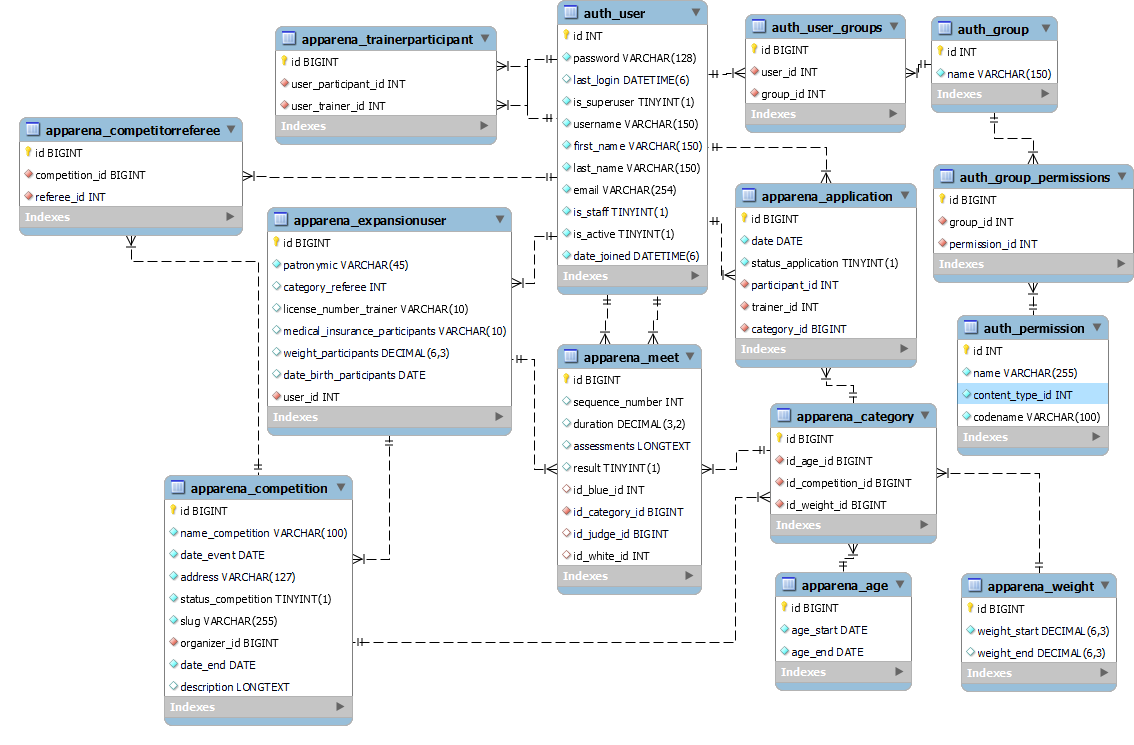 auth_user
id INT
password VARCHAR(128)
last_login DATETIME(6)
is_superuser TINYINT(1)
username VARCHAR(150)
first_name VARCHAR(150)
last_name VARCHAR(150)
email VARCHAR(254)
is_staff TINYINT(1)
is_active TINYINT(1)
date_joined DATETIME(6)
Indexes
auth_user_groups
id BIGINT
user_id INT
group_id INT
Indexes
auth_group
id INT
name VARCHAR(150)
Indexes
apparena_trainerparticipant
id BIGINT
user_participant_id INT
user_trainer_id INT
Indexes
apparena_competitorreferee
id BIGINT
competition_id BIGINT
referee_id INT
Indexes
auth_group_permissions
id BIGINT
group_id INT
permission_id INT
Indexes
apparena_application
id BIGINT
date DATE
status_application TINYINT(1)
participant_id INT
trainer_id INT
category_id BIGINT
Indexes
apparena_expansionuser
id BIGINT
patronymic VARCHAR(45)
category_referee INT
license_number_trainer VARCHAR(10)
medical_insurance_participants VARCHAR(10)
weight_participants DECIMAL(6,3)
date_birth_participants DATE
user_id INT
Indexes
auth_permission
id INT
name VARCHAR(255)
content_type_id INT
codename VARCHAR(100)
Indexes
apparena_meet
id BIGINT
sequence_number INT
duration DECIMAL(3,2)
assessments LONGTEXT
result TINYINT(1)
id_blue_id INT
id_category_id BIGINT
id_judge_id BIGINT
id_white_id INT
Indexes
apparena_category
id BIGINT
id_age_id BIGINT
id_competition_id BIGINT
id_weight_id BIGINT
Indexes
apparena_competition
id BIGINT
name_competition VARCHAR(100)
date_event DATE
address VARCHAR(127)
status_competition TINYINT(1)
slug VARCHAR(255)
organizer_id BIGINT
date_end DATE
description LONGTEXT
Indexes
apparena_age
id BIGINT
age_start DATE
age_end DATE
Indexes
apparena_weight
id BIGINT
weight_start DECIMAL(6,3)
weight_end DECIMAL(6,3)
Indexes